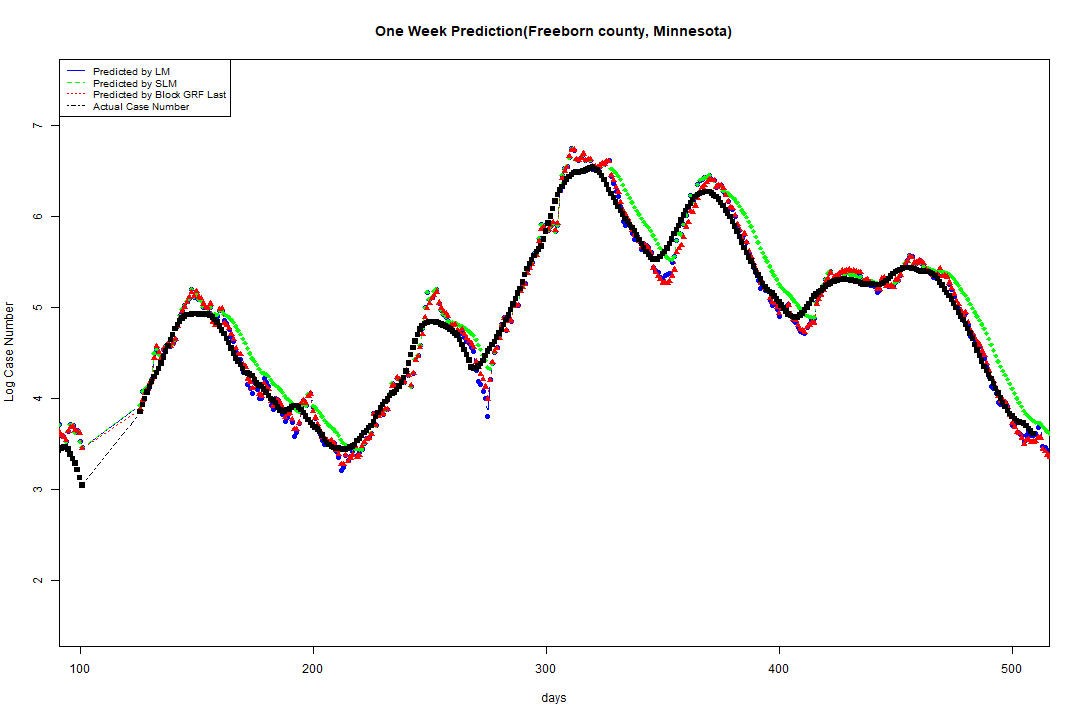 One Week Prediction(Freeborn county, Minnesota)
Predicted by LM
Predicted by SLM
Predicted by Block GRF Last
Actual Case Number
7
6
5
4
3
2
Log Case Number
100 200 300 400 500
days